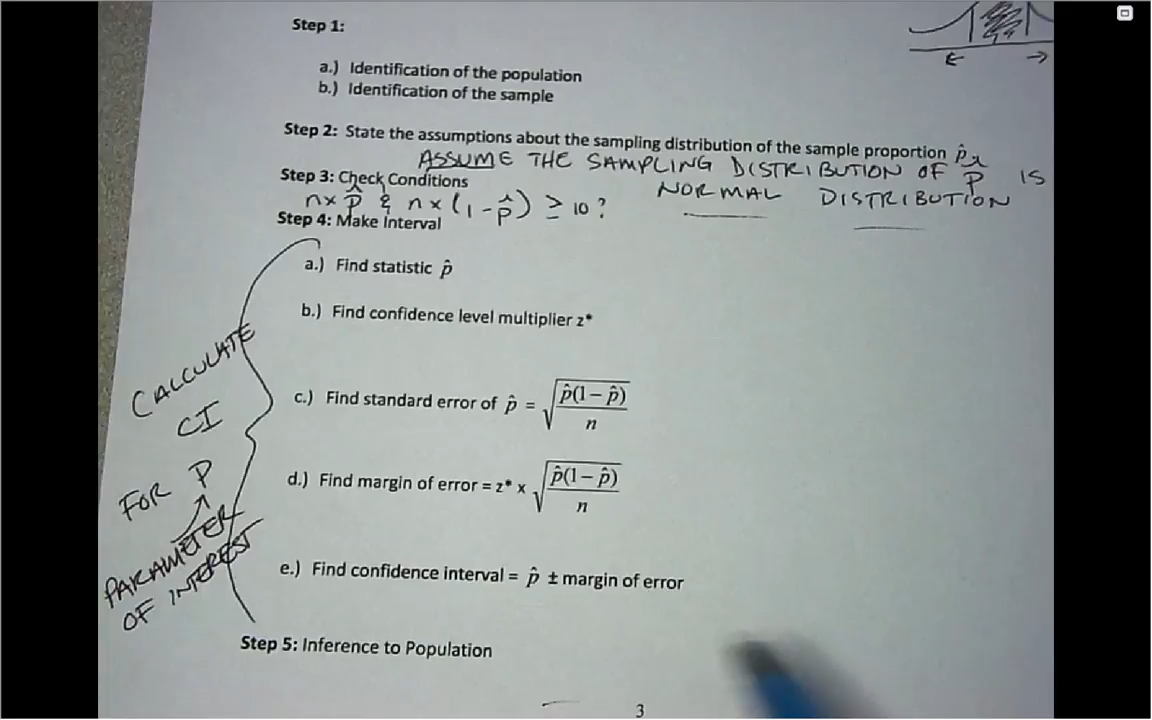 Step 1:
a.) Identification of the population
b.) Identification of the sample
Step 2: State the assumptions about the sampling distribution of the sample proportion p̂
ASSUME THE SAMPLING DISTRIBUTION OF p̂ IS
NORMAL DISTRIBUTION
Step 3: Check Conditions
n × p̂ & n × (1 - p̂) ≥ 10 ?
Step 4: Make Interval
a.) Find statistic p̂
b.) Find confidence level multiplier z*
c.) Find standard error of p̂ = √(p̂(1 − p̂)/n)
d.) Find margin of error = z* x √(p̂(1 − p̂)/n)
e.) Find confidence interval = p̂ ± margin of error
CALCULATE
CI
FOR P
PARAMETER
OF INTEREST
Step 5: Inference to Population
3